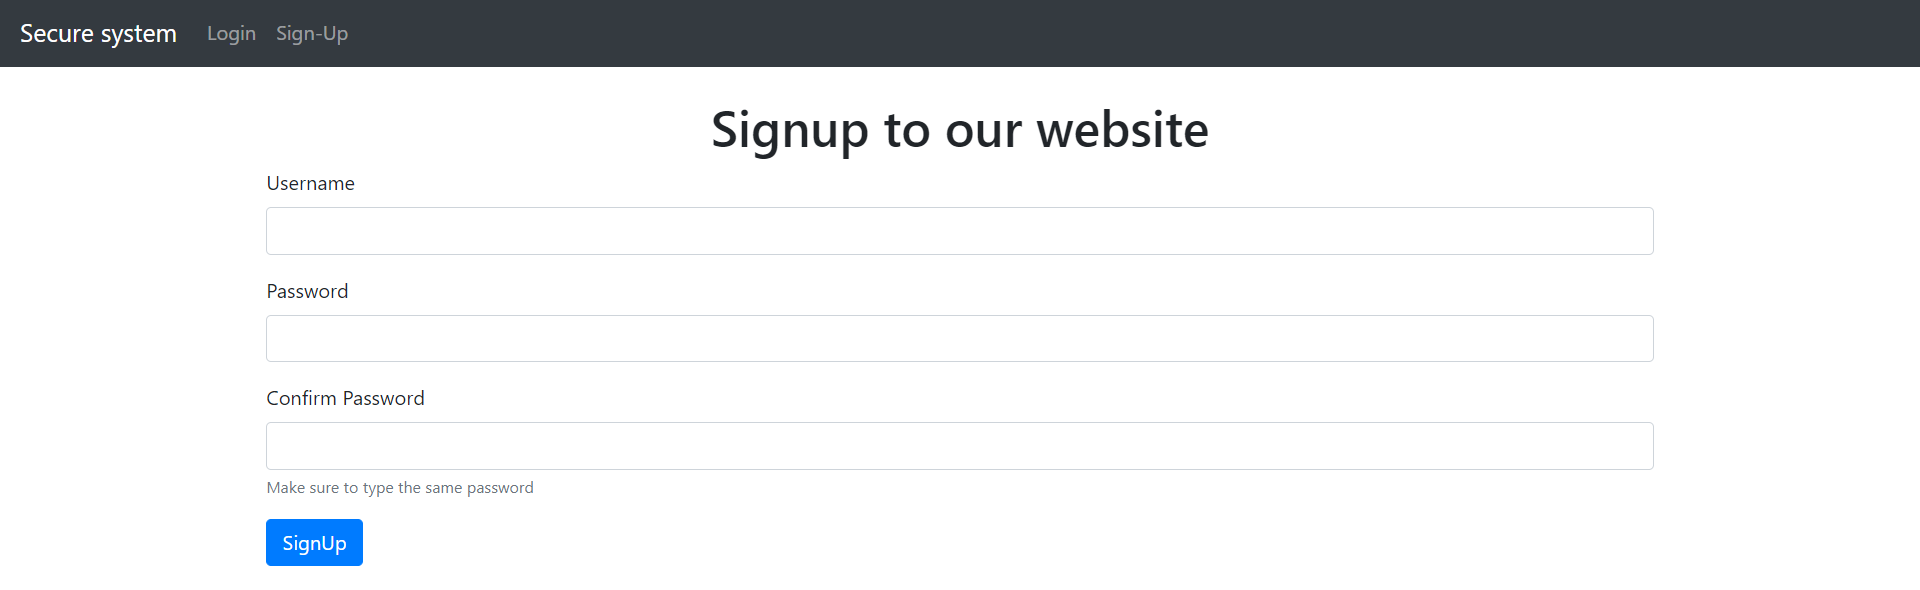 Secure system Login Sign-Up
Signup to our website
Username
Password
Confirm Password
Make sure to type the same password
SignUp